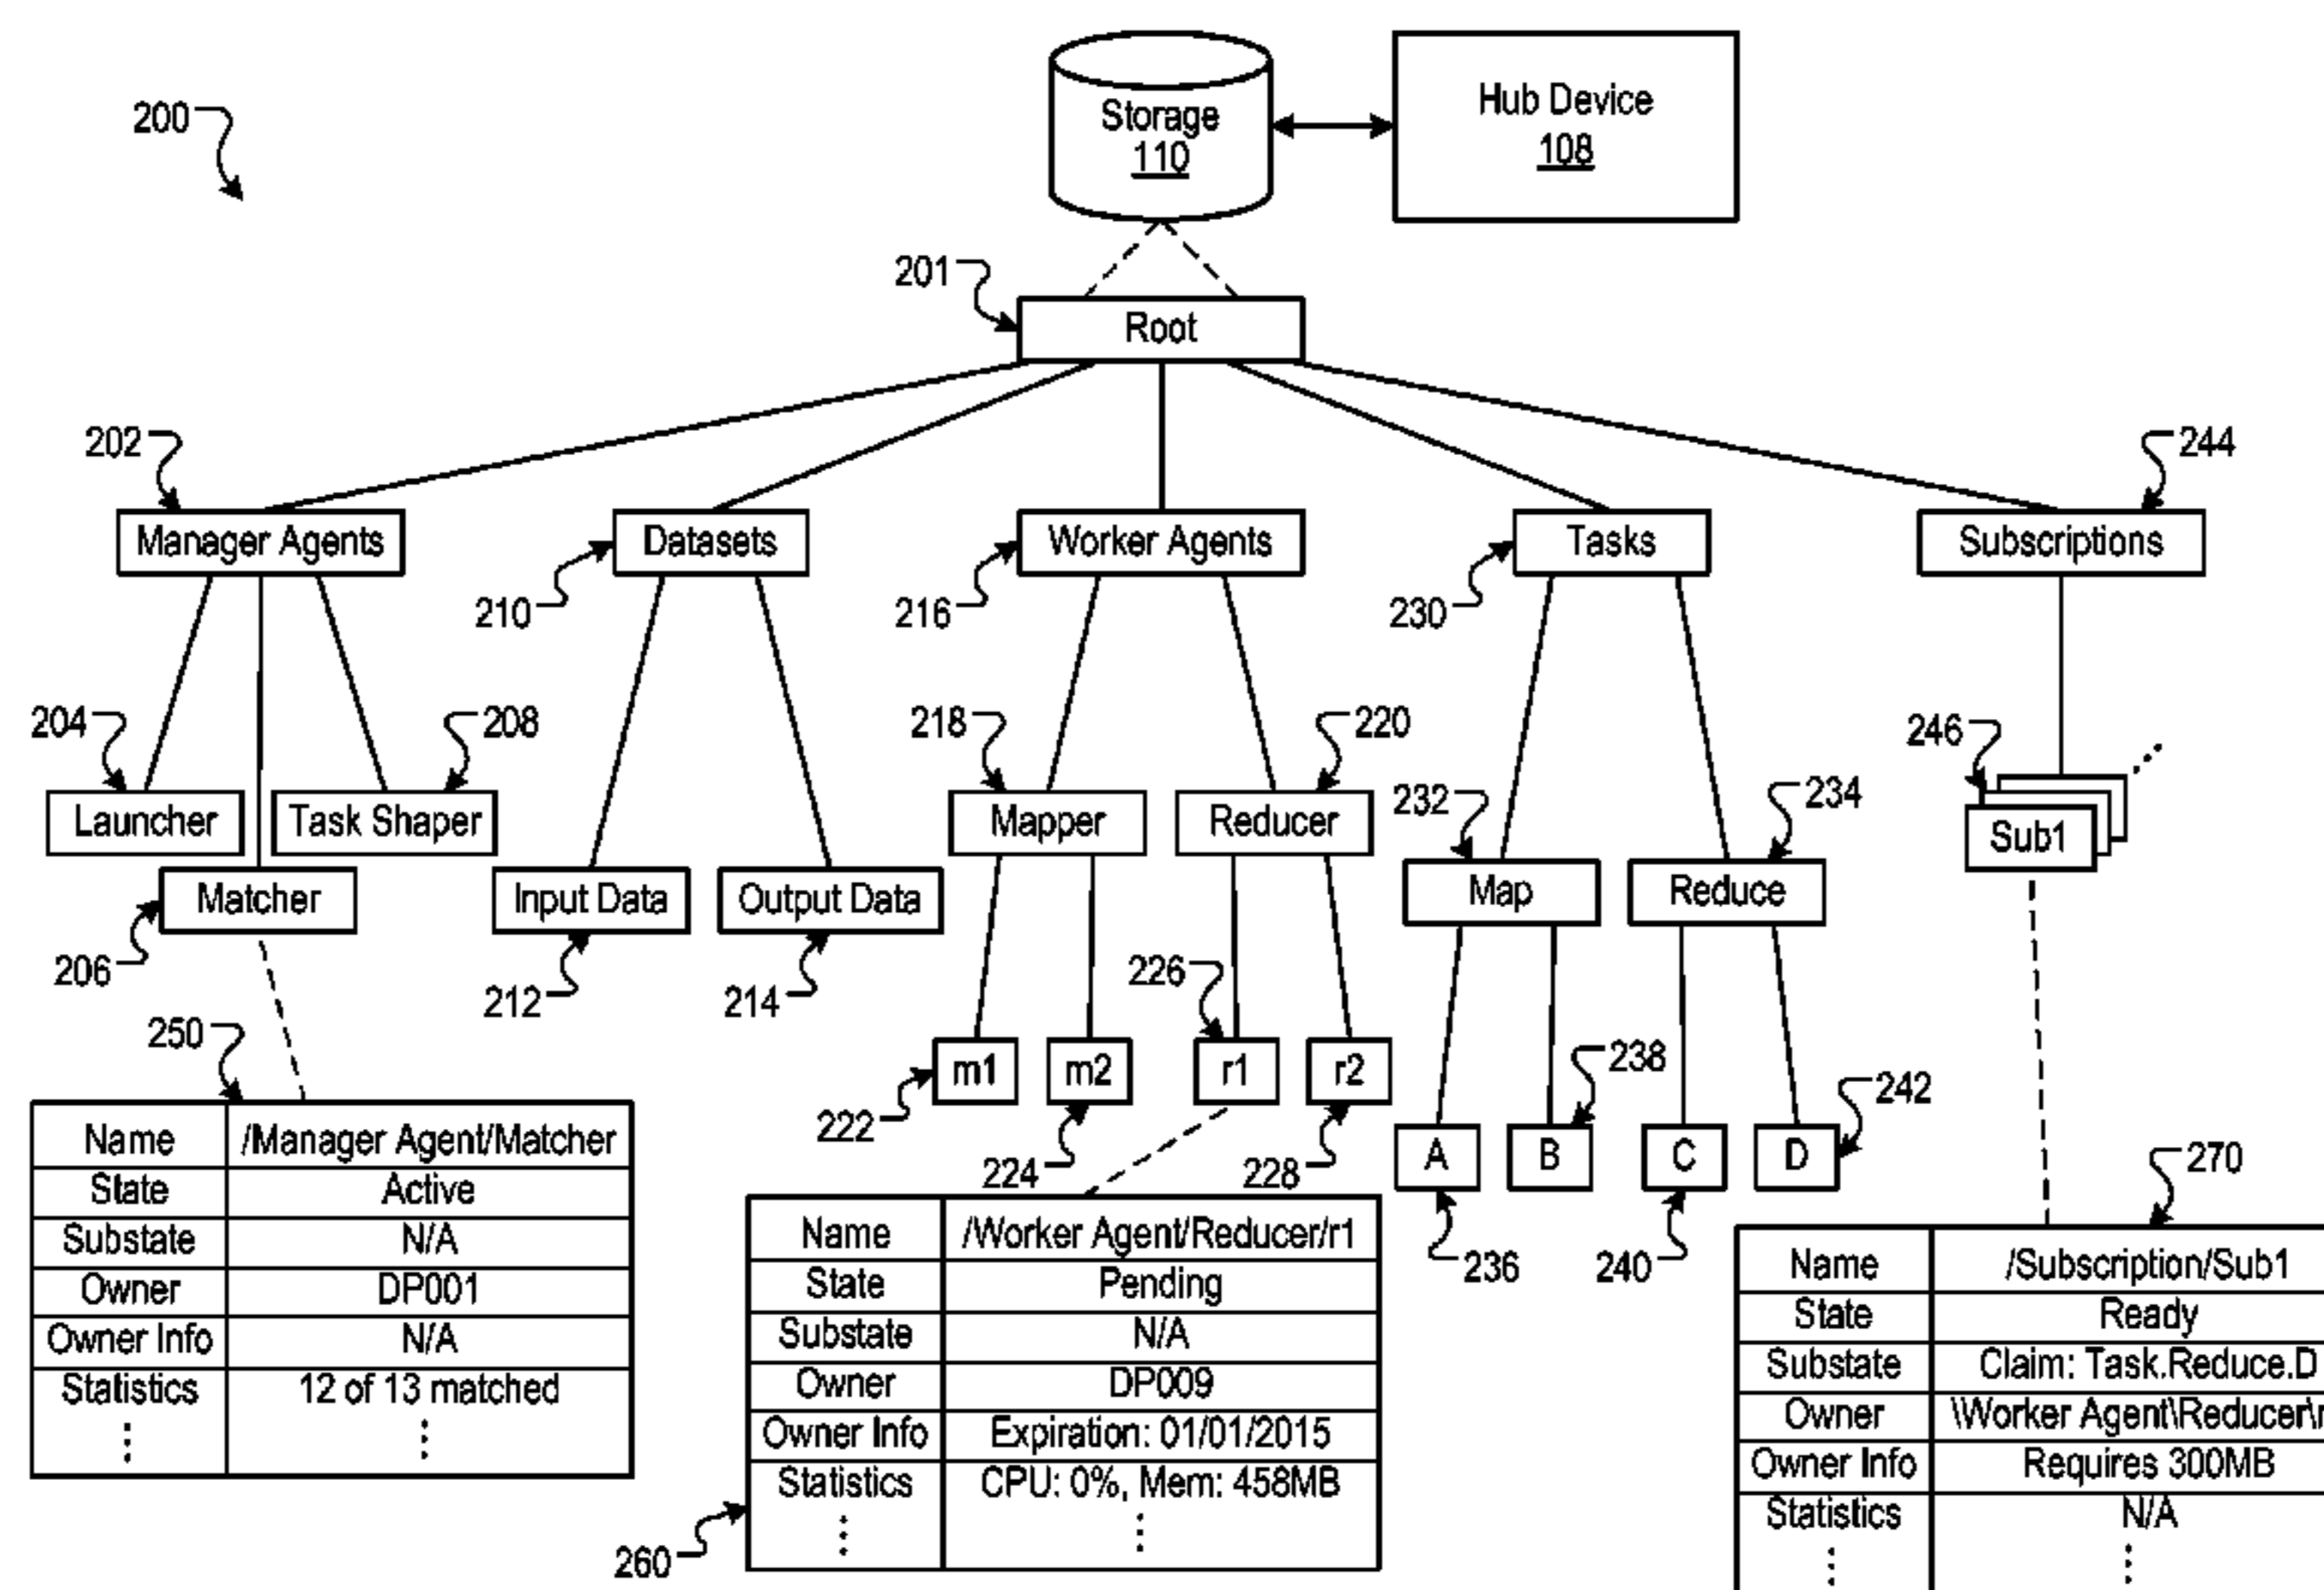 200
Storage
110
Hub Device
108
201
Root
202
244
Manager Agents
Datasets
Worker Agents
Tasks
Subscriptions
210
216
230
204
208
218
220
246
Launcher
Task Shaper
Mapper
Reducer
232
234
Sub1
206
Matcher
Input Data
Output Data
Map
Reduce
212
214
226
250
m1
m2
r1
r2
238
222
224
228
242
A
B
C
D
236
240
270
Name /Manager Agent/Matcher
State Active
Substate N/A
Owner DP001
Owner Info N/A
Statistics 12 of 13 matched
⋮ ⋮
Name /Worker Agent/Reducer/r1
State Pending
Substate N/A
Owner DP009
Owner Info Expiration: 01/01/2015
Statistics CPU: 0%, Mem: 458MB
⋮ ⋮
260
Name /Subscription/Sub1
State Ready
Substate Claim: Task.Reduce.D
Owner \Worker Agent\Reducer\
Owner Info Requires 300MB
Statistics N/A
⋮ ⋮